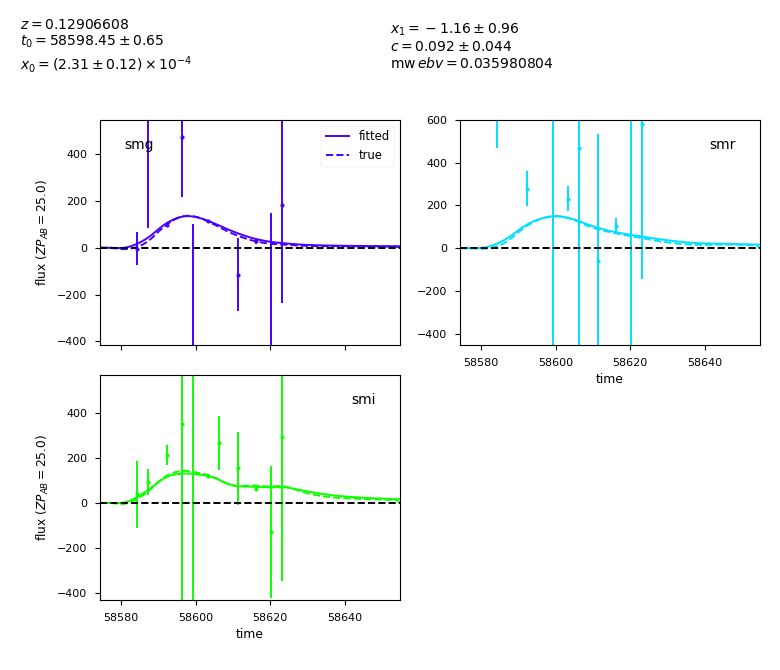 z = 0.12906608
t₀ = 58598.45 ± 0.65
x₀ = (2.31 ± 0.12) × 10⁻⁴
x₁ = −1.16 ± 0.96
c = 0.092 ± 0.044
mw ebv = 0.035980804
smg
fitted
true
400
200
0
−200
−400
flux (ZP_AB = 25.0)
smr
600
400
200
0
−200
−400
58580 58600 58620 58640
time
smi
400
200
0
−200
−400
flux (ZP_AB = 25.0)
58580 58600 58620 58640
time